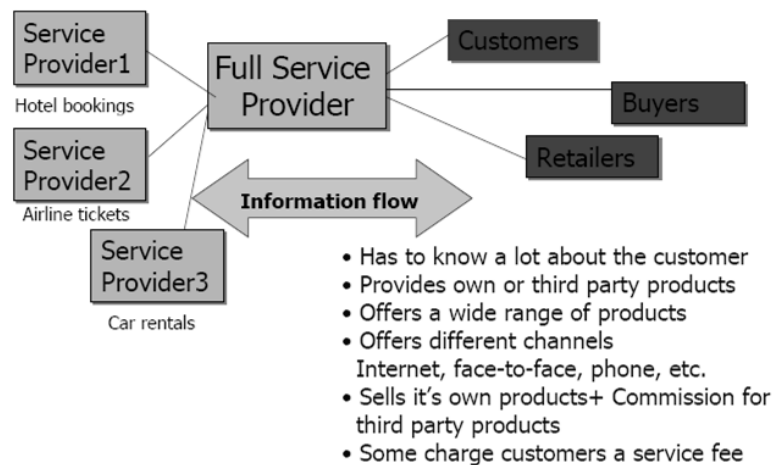 Service
Provider1
Hotel bookings
Service
Provider2
Airline tickets
Service
Provider3
Car rentals
Full Service
Provider
Customers
Buyers
Retailers
Information flow
• Has to know a lot about the customer
• Provides own or third party products
• Offers a wide range of products
• Offers different channels
Internet, face-to-face, phone, etc.
• Sells it's own products+ Commission for
third party products
• Some charge customers a service fee